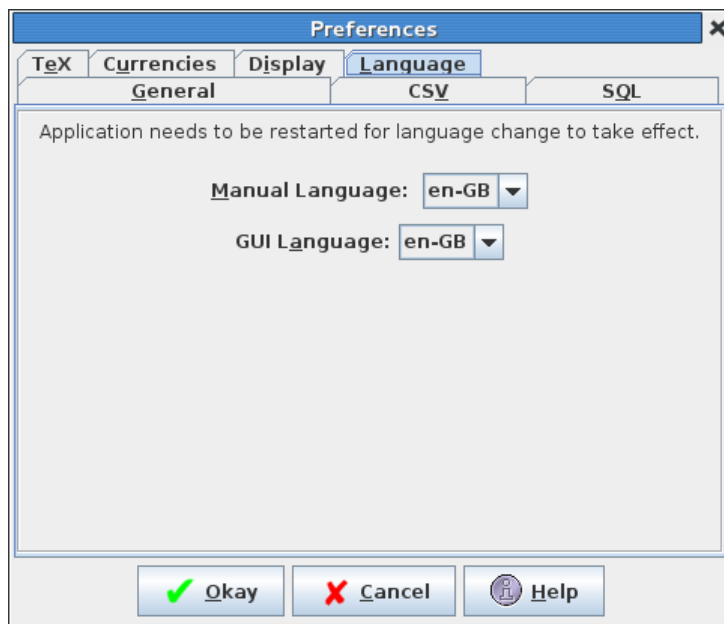 Preferences
TeX Currencies Display Language
General CSV SQL
Application needs to be restarted for language change to take effect.
Manual Language: en-GB
GUI Language: en-GB
Okay Cancel Help